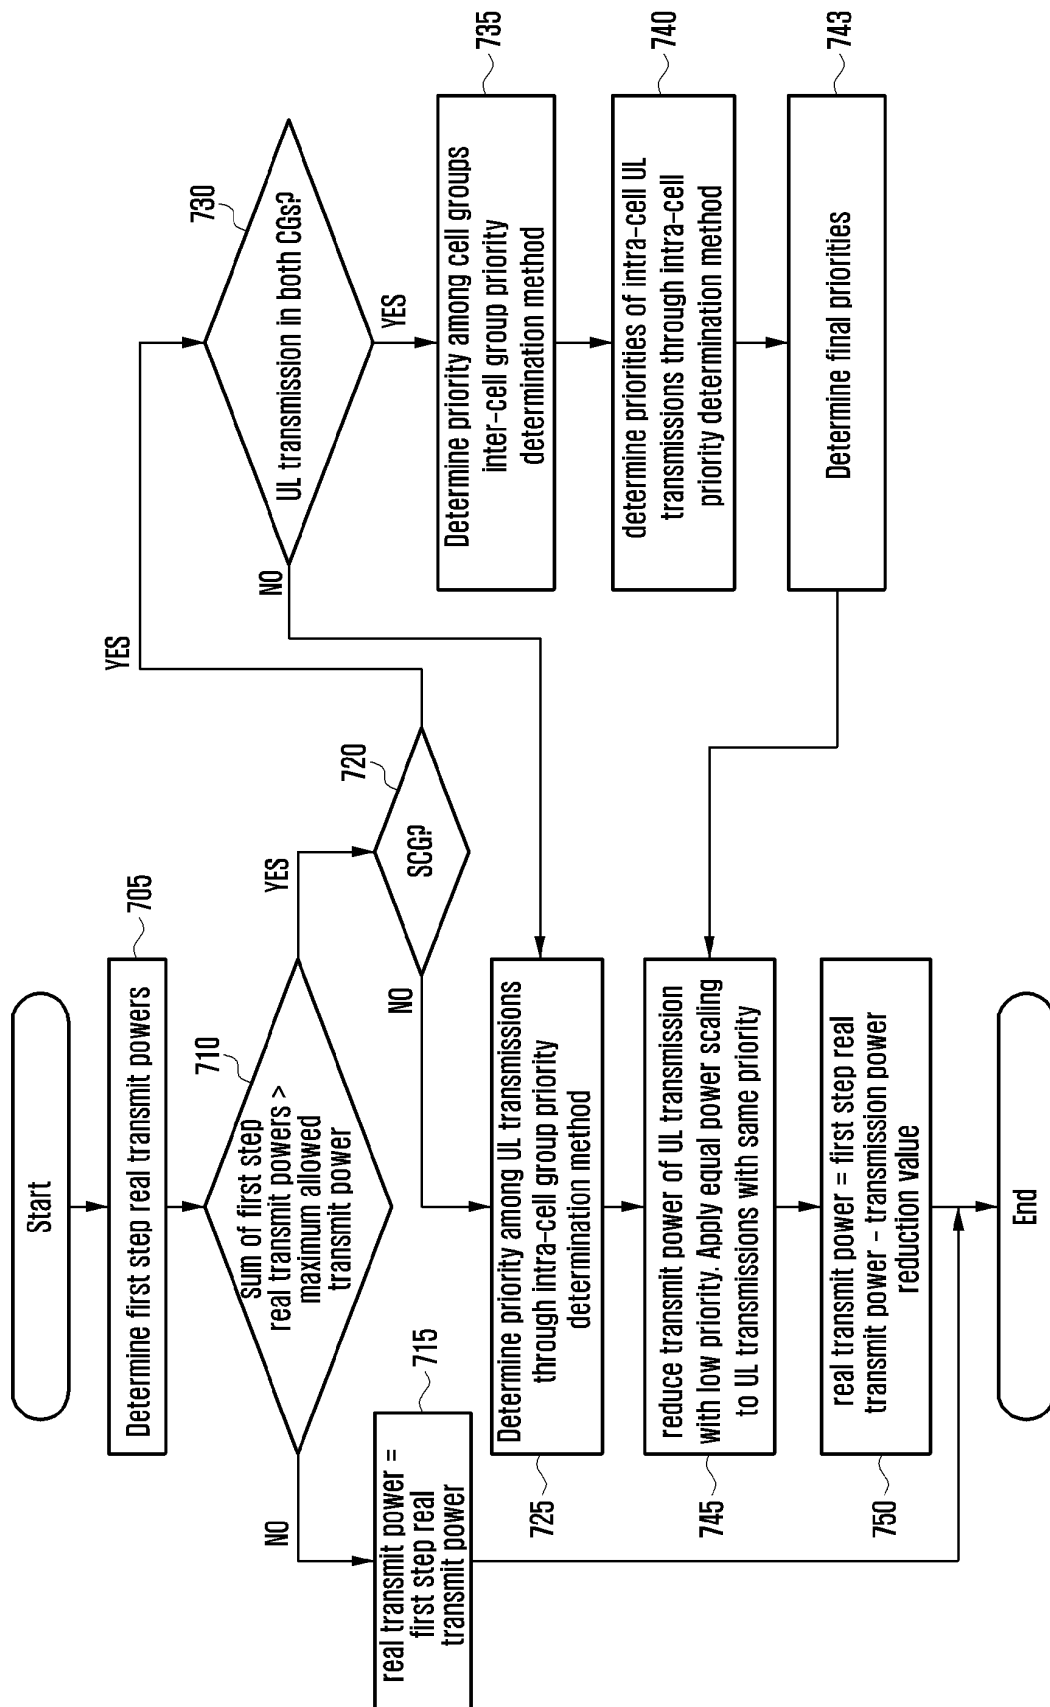 Start
Determine first step real transmit powers
705
sum of first step
real transmit powers >
maximum allowed
transmit power
710
NO
YES
real transmit power =
first step real
transmit power
715
SCG?
720
NO
YES
UL transmission in both CGs?
730
NO
YES
Determine priority among UL transmissions
through intra-cell group priority
determination method
725
Determine priority among cell groups
inter-cell group priority
determination method
735
determine priorities of intra-cell UL
transmissions through intra-cell
priority determination method
740
Determine final priorities
743
reduce transmit power of UL transmission
with low priority. Apply equal power scaling
to UL transmissions with same priority
745
real transmit power = first step real
transmit power - transmission power
reduction value
750
End